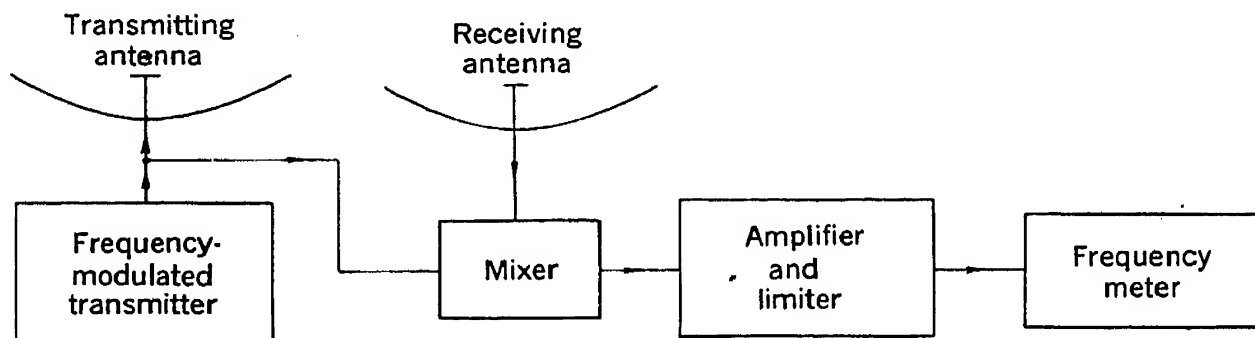 Transmitting
antenna
Receiving
antenna
Frequency-
modulated
transmitter
Mixer
Amplifier
and
limiter
Frequency
meter